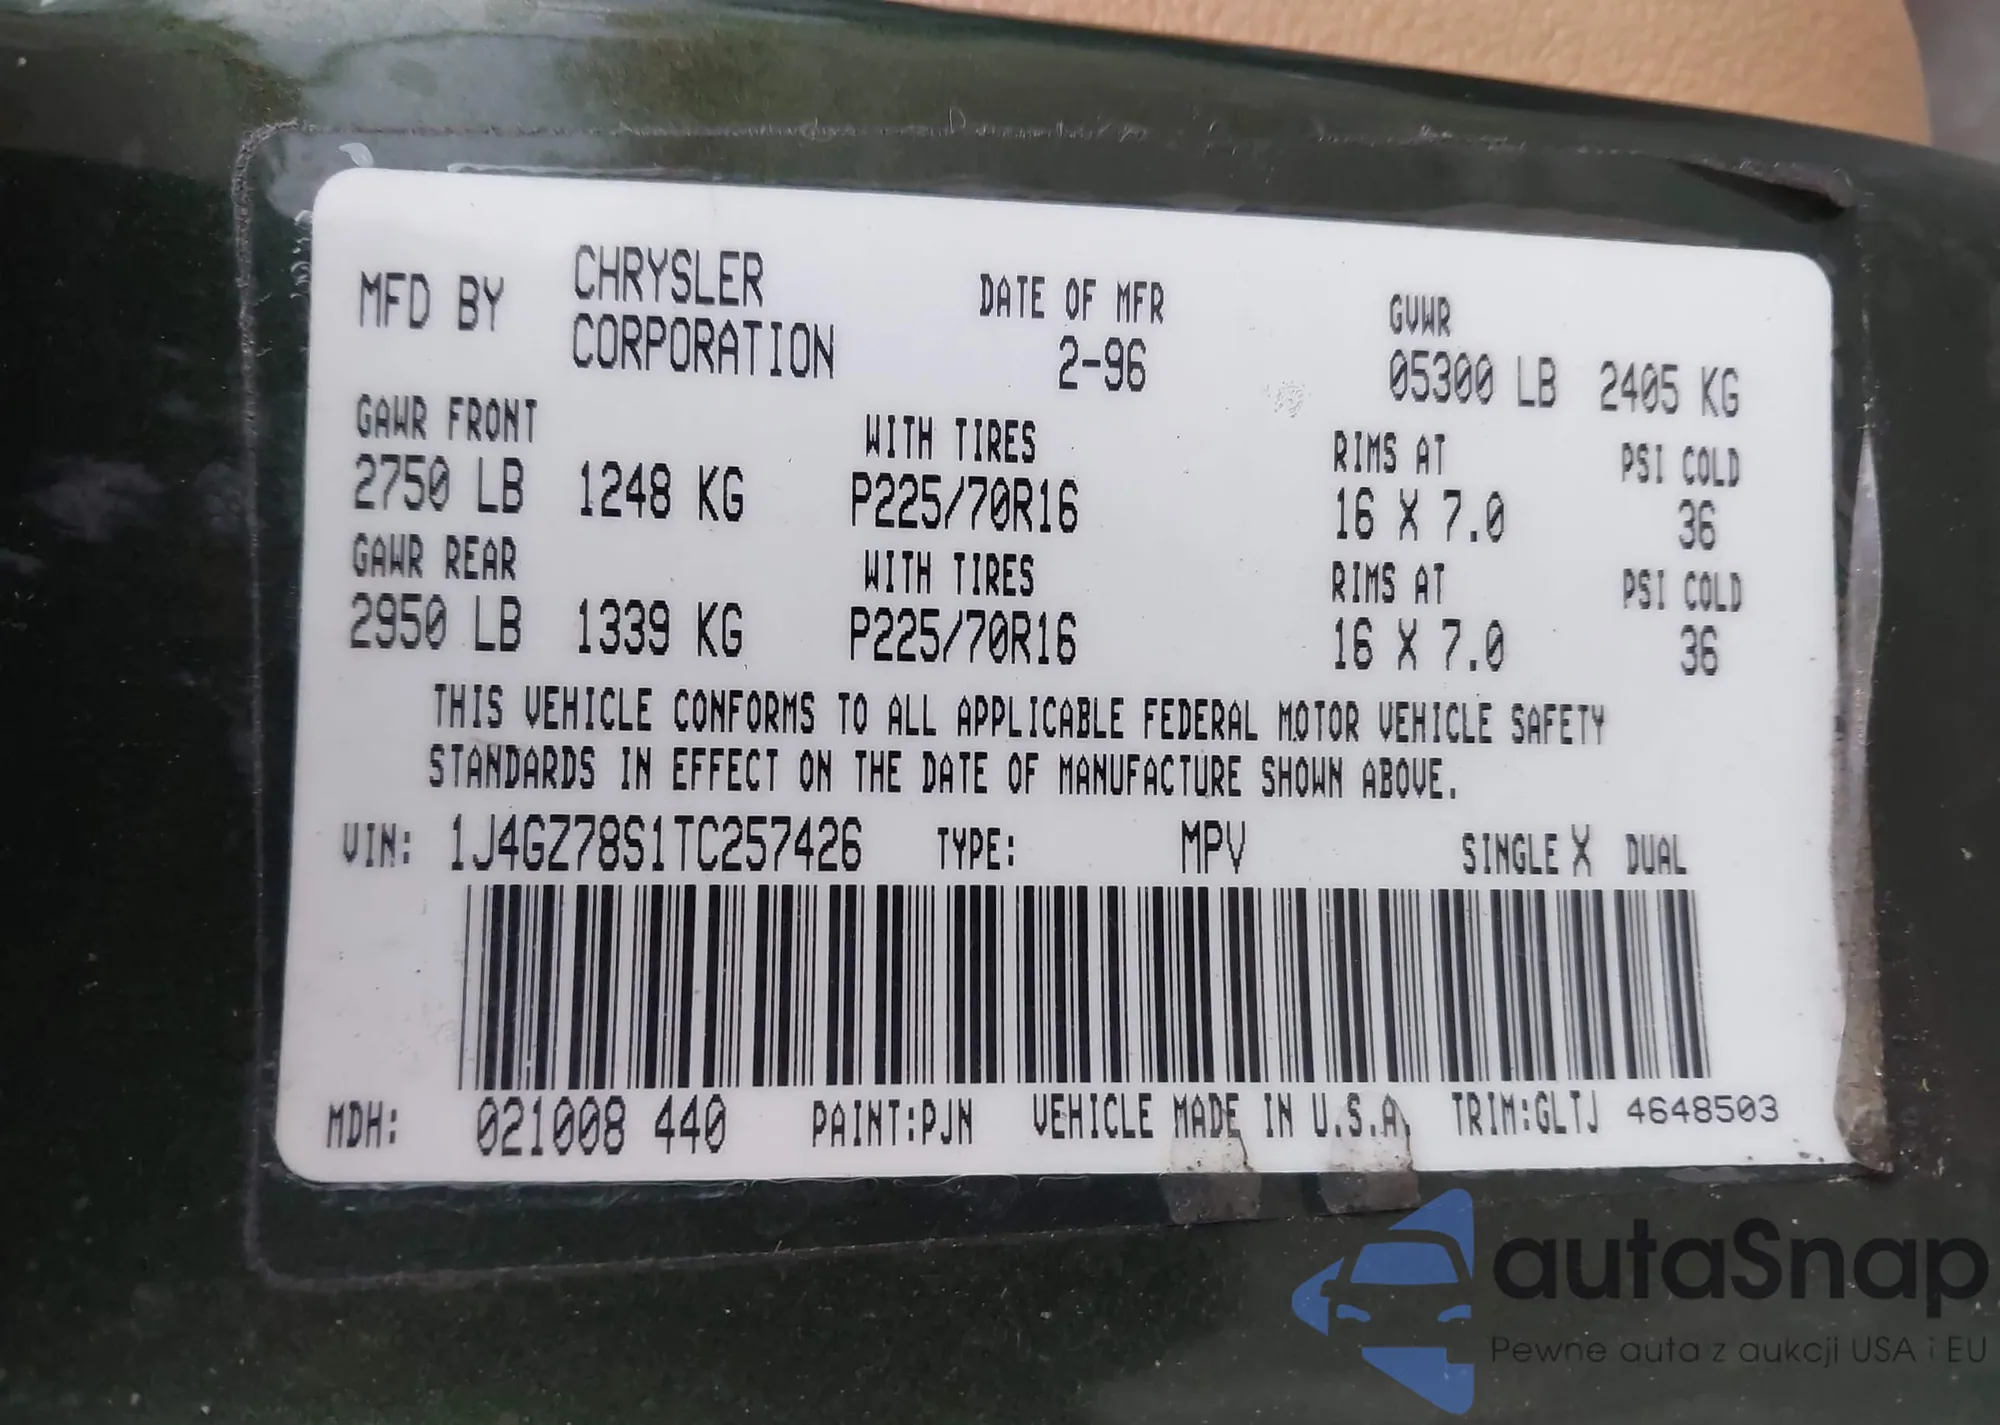 MFD BY CHRYSLER CORPORATION DATE OF MFR 2-96 GVWR 05300 LB 2405 KG
GAWR FRONT WITH TIRES RIMS AT PSI COLD
2750 LB 1248 KG P225/70R16 16 X 7.0 36
GAWR REAR WITH TIRES RIMS AT PSI COLD
2950 LB 1339 KG P225/70R16 16 X 7.0 36
THIS VEHICLE CONFORMS TO ALL APPLICABLE FEDERAL MOTOR VEHICLE SAFETY
STANDARDS IN EFFECT ON THE DATE OF MANUFACTURE SHOWN ABOVE.
VIN: 1J4GZ78S1TC257426 TYPE: MPV SINGLE X DUAL
MDH: 021008 440 PAINT:PJN VEHICLE MADE IN U.S.A. TRIM:GLTJ 4648503
autaSnap
Pewne auta z aukcji USA i EU